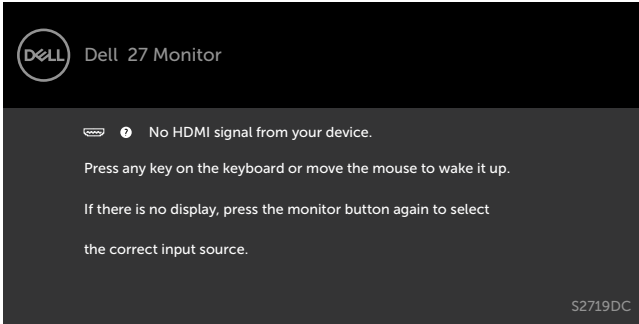 DELL
Dell 27 Monitor
? No HDMI signal from your device.
Press any key on the keyboard or move the mouse to wake it up.
If there is no display, press the monitor button again to select
the correct input source.
S2719DC